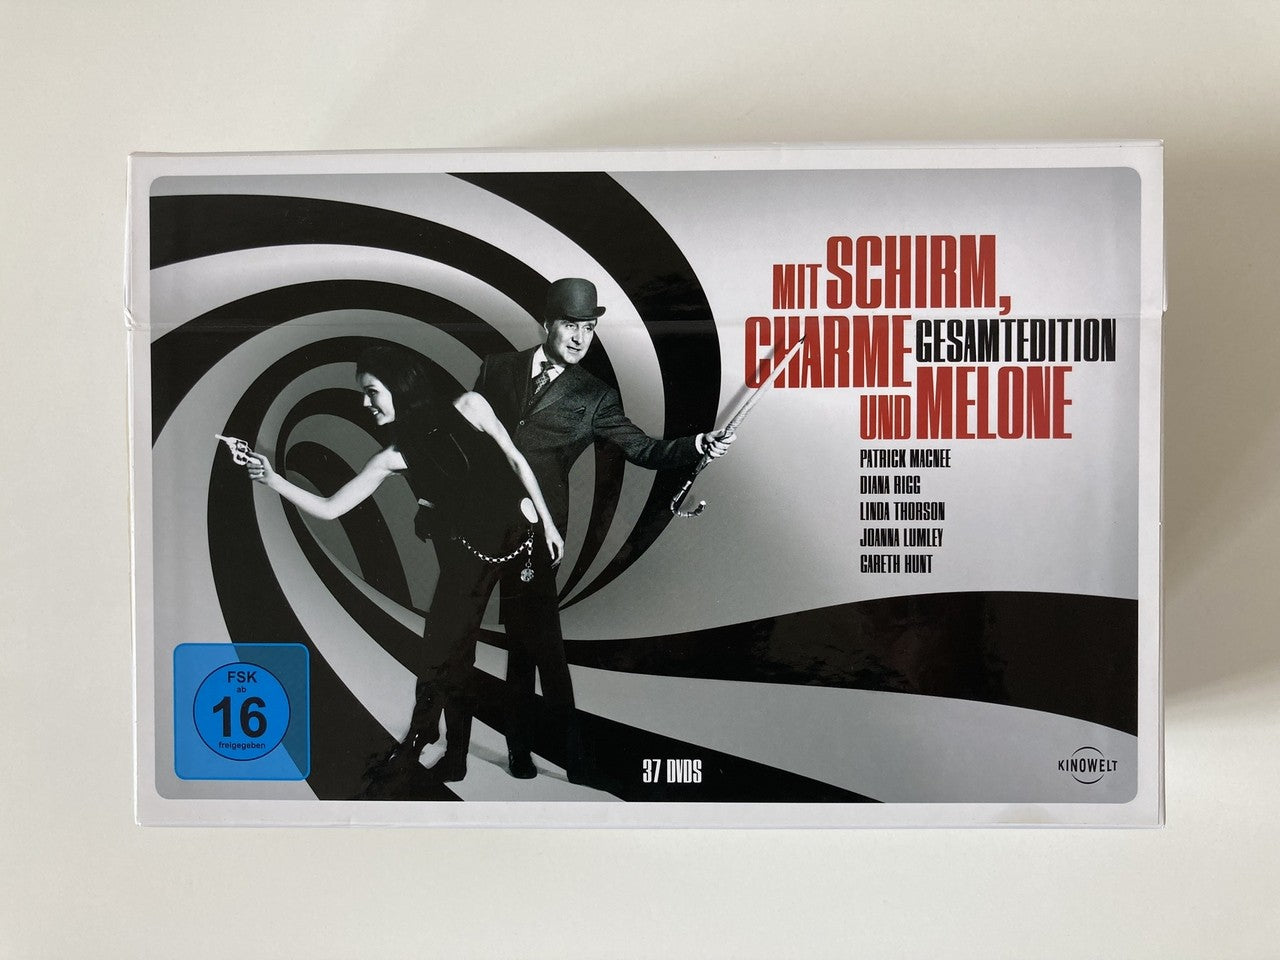 MIT SCHIRM,
CHARME GESAMTEDITION
UND MELONE
PATRICK MACNEE
DIANA RIGG
LINDA THORSON
JOANNA LUMLEY
GARETH HUNT
FSK
ab
16
freigegeben
37 DVDS
KINOWELT